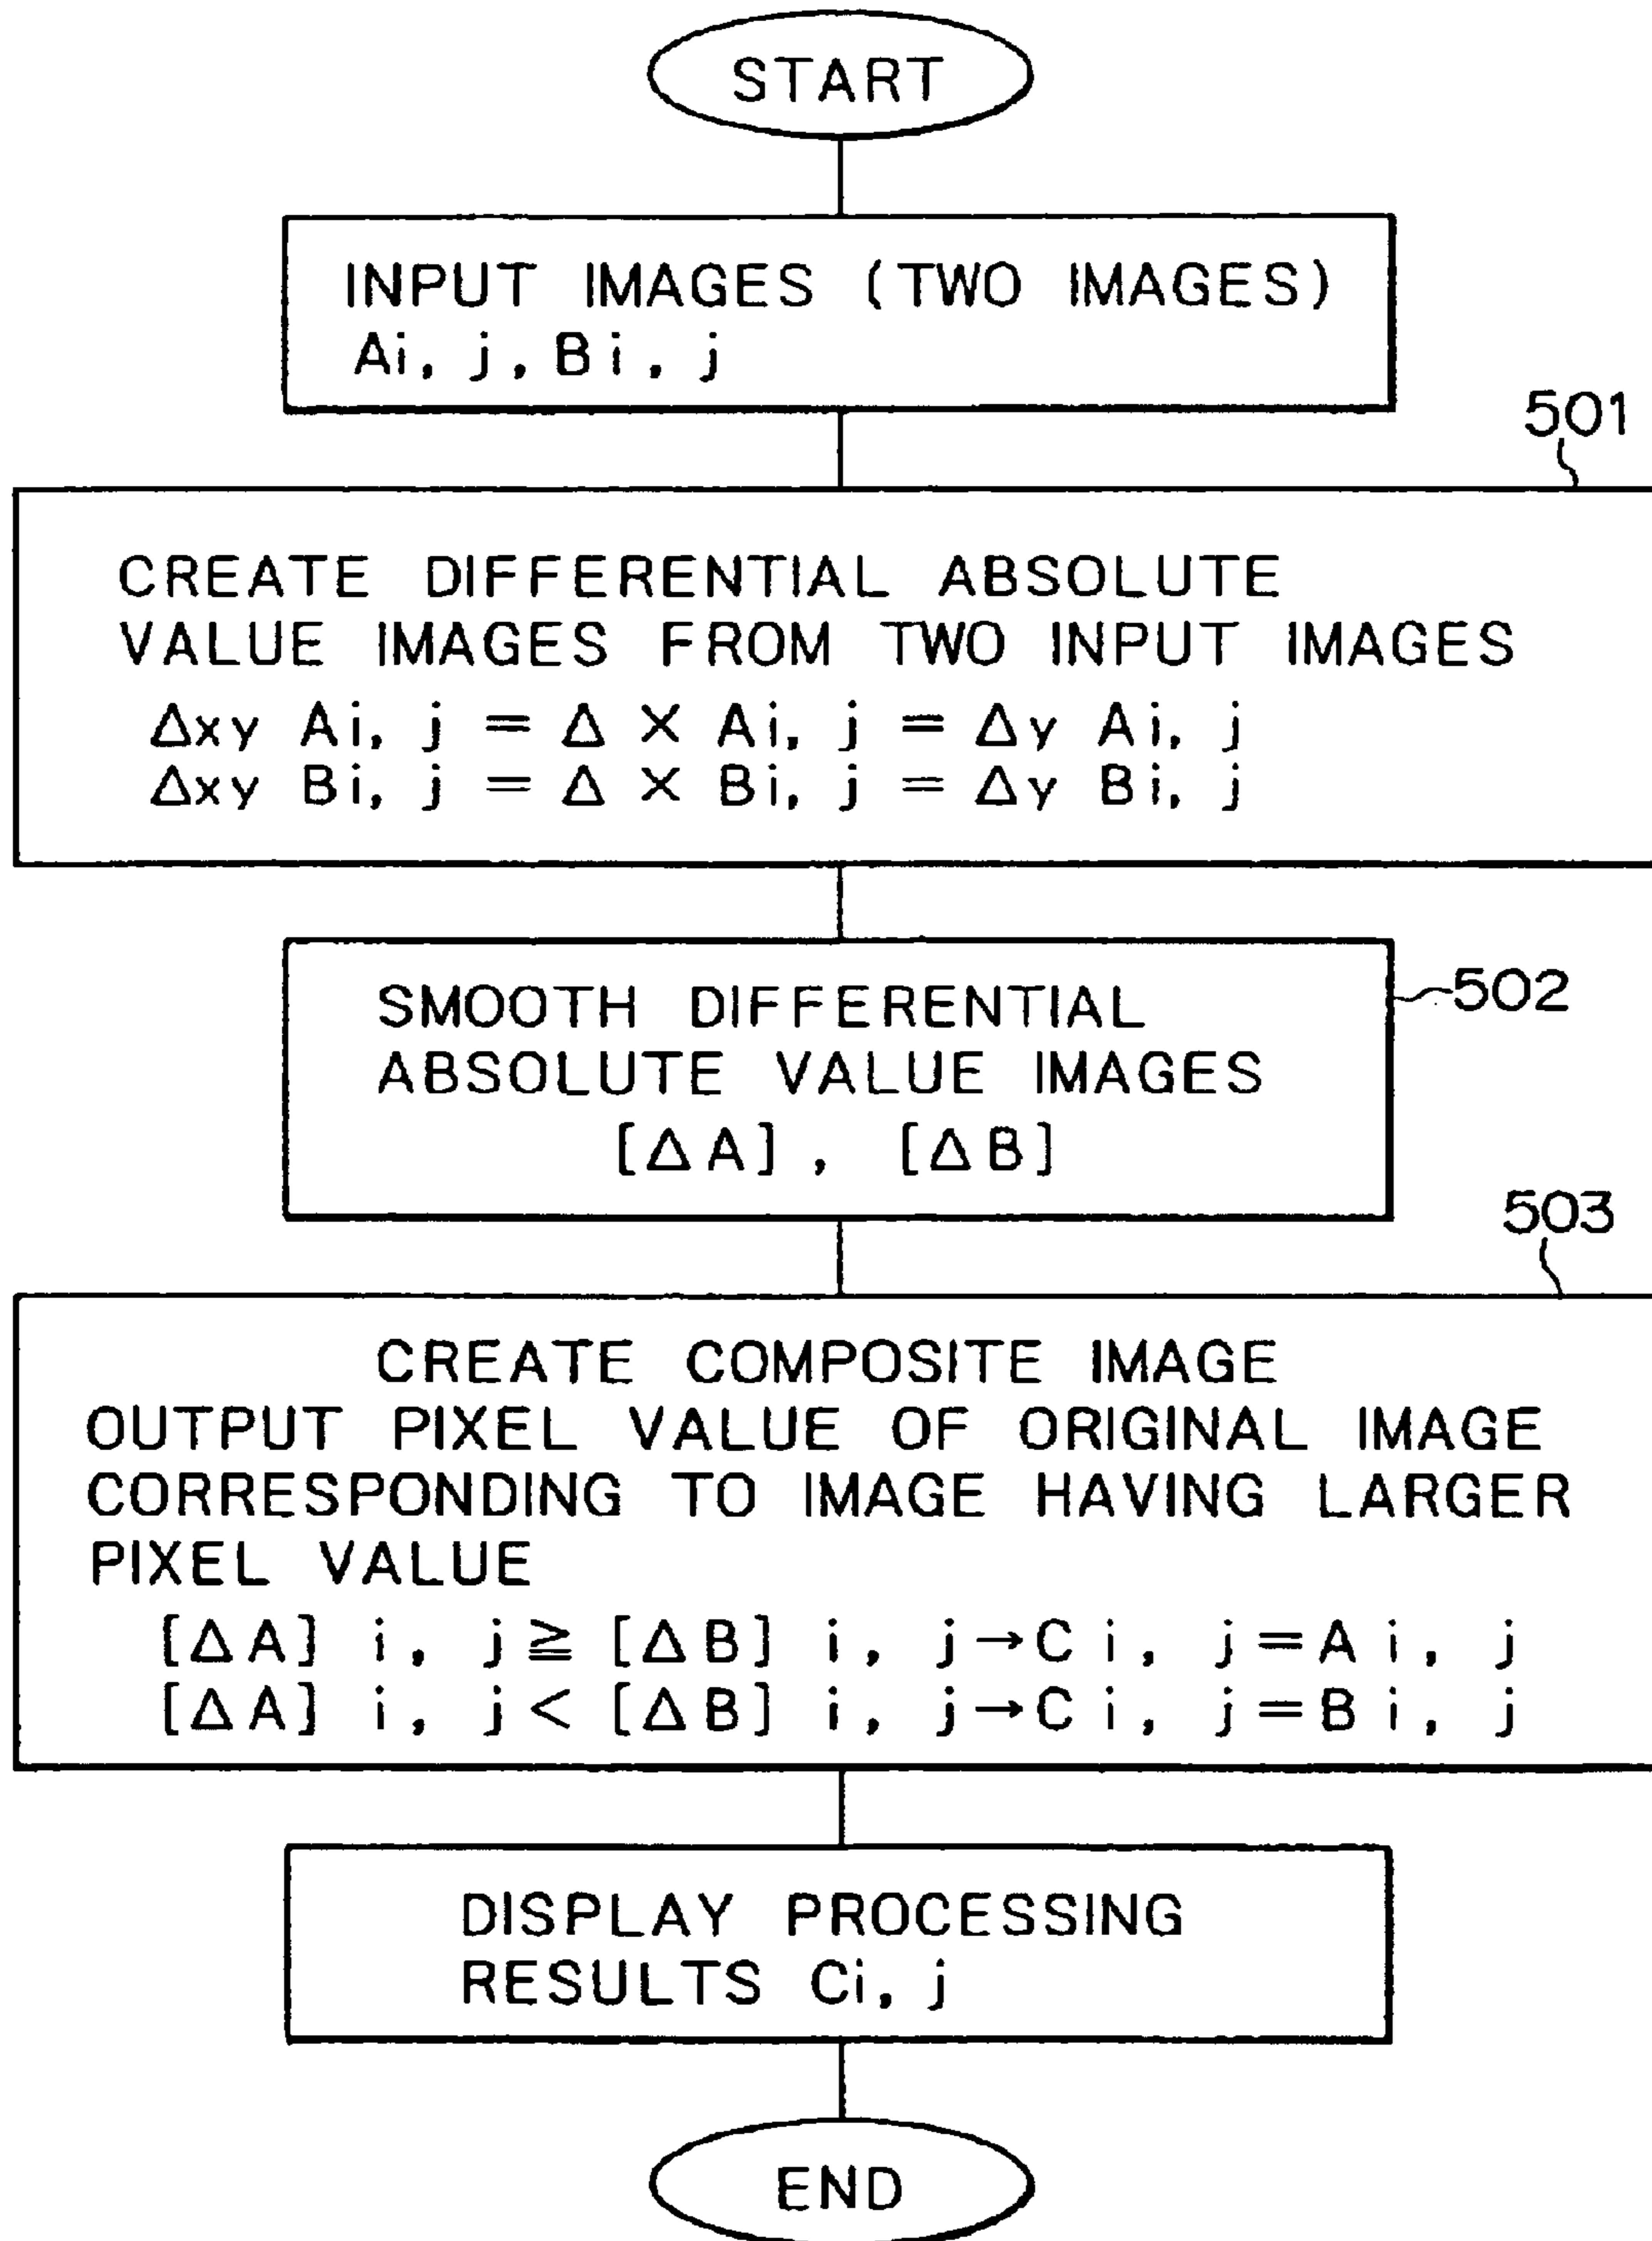 START
INPUT IMAGES (TWO IMAGES)
Ai, j, Bi, j
501
CREATE DIFFERENTIAL ABSOLUTE
VALUE IMAGES FROM TWO INPUT IMAGES
Δxy Ai, j = Δ × Ai, j = Δy Ai, j
Δxy Bi, j = Δ × Bi, j = Δy Bi, j
502
SMOOTH DIFFERENTIAL
ABSOLUTE VALUE IMAGES
[ΔA], [ΔB]
503
CREATE COMPOSITE IMAGE
OUTPUT PIXEL VALUE OF ORIGINAL IMAGE
CORRESPONDING TO IMAGE HAVING LARGER
PIXEL VALUE
[ΔA] i, j ≧ [ΔB] i, j → C i, j = A i, j
[ΔA] i, j < [ΔB] i, j → C i, j = B i, j
DISPLAY PROCESSING
RESULTS Ci, j
END